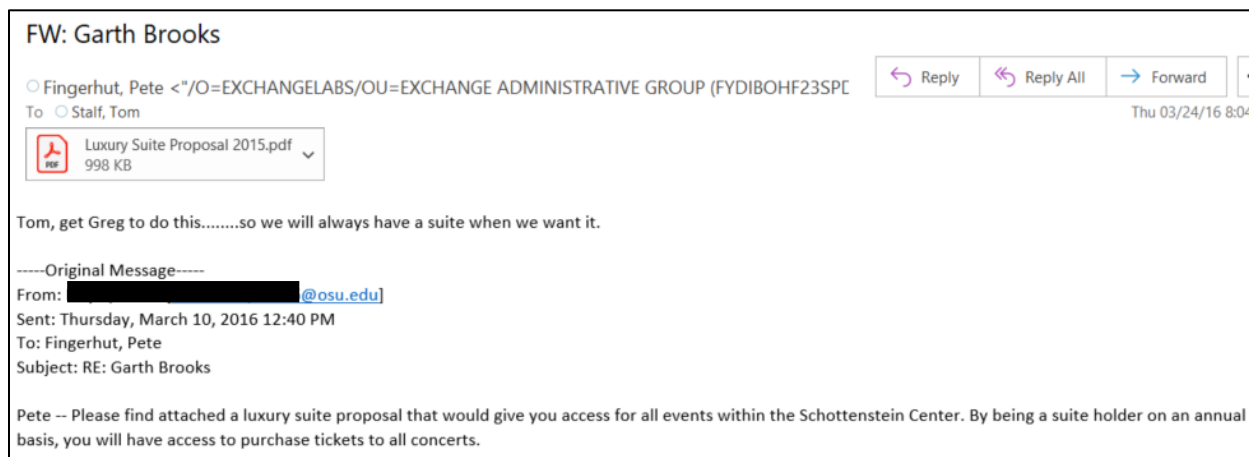 FW: Garth Brooks
Fingerhut, Pete <"/O=EXCHANGELABS/OU=EXCHANGE ADMINISTRATIVE GROUP (FYDIBOHF23SPD
Reply
Reply All
Forward
To Stalf, Tom
Thu 03/24/16 8:04
Luxury Suite Proposal 2015.pdf
PDF
998 KB
Tom, get Greg to do this........so we will always have a suite when we want it.
-----Original Message-----
From: @osu.edu]
Sent: Thursday, March 10, 2016 12:40 PM
To: Fingerhut, Pete
Subject: RE: Garth Brooks
Pete -- Please find attached a luxury suite proposal that would give you access for all events within the Schottenstein Center. By being a suite holder on an annual
basis, you will have access to purchase tickets to all concerts.